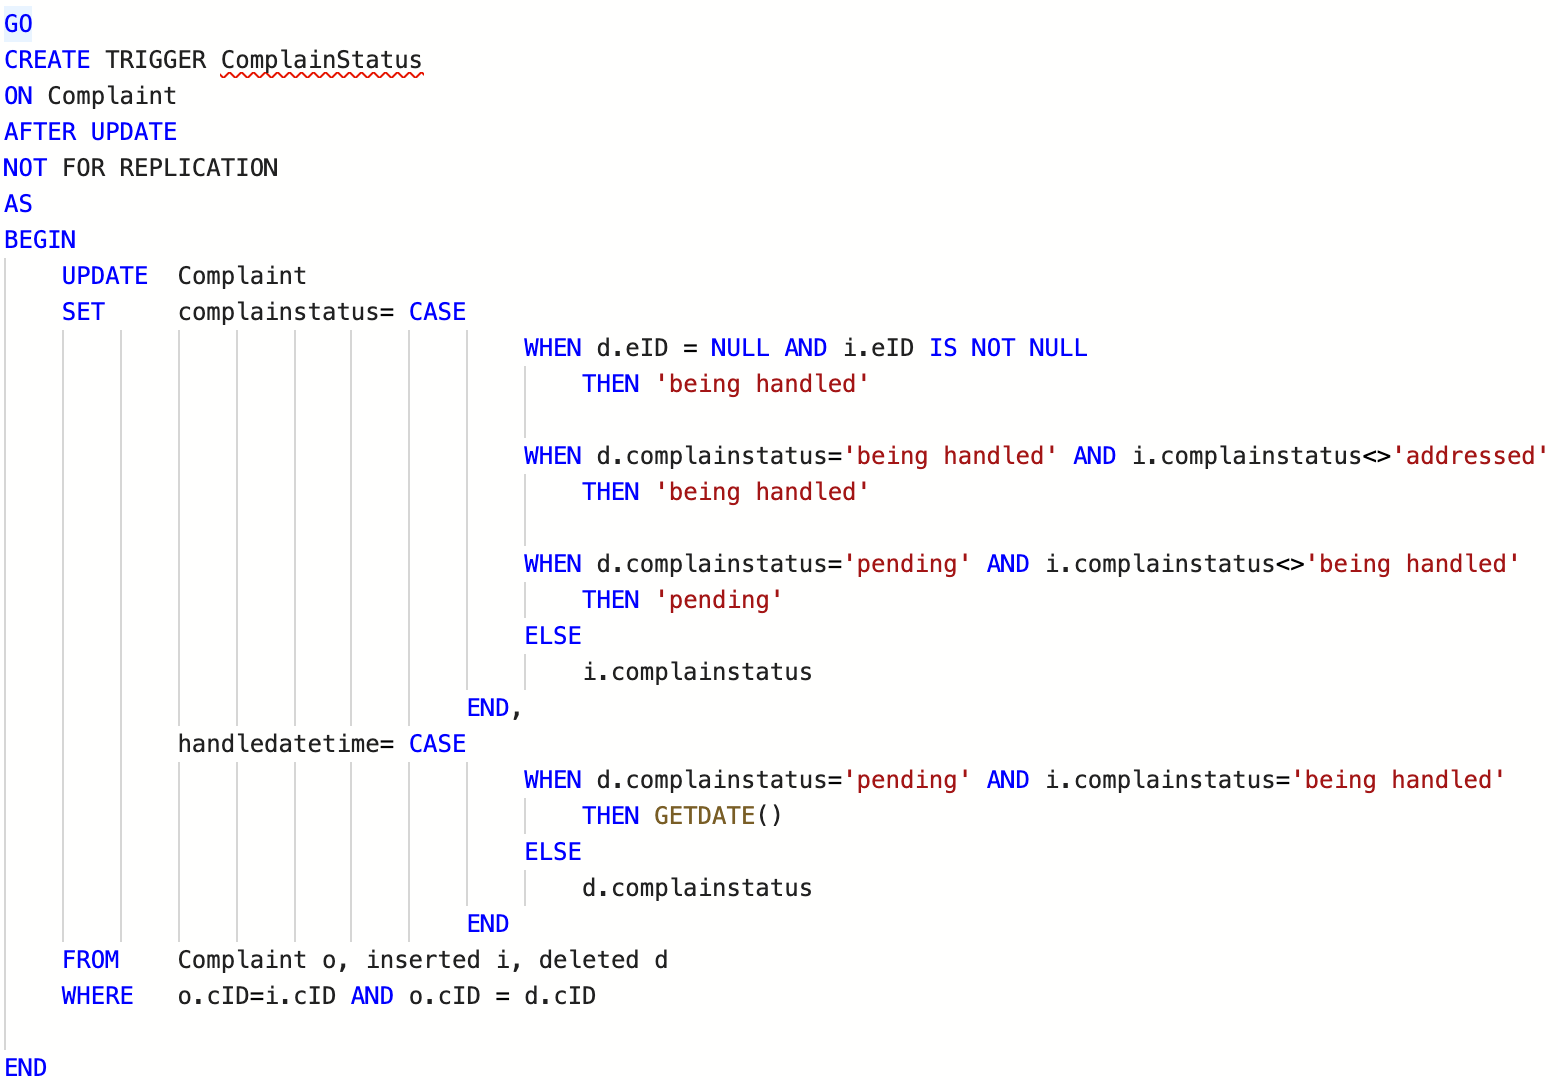 GO
CREATE TRIGGER ComplainStatus
ON Complaint
AFTER UPDATE
NOT FOR REPLICATION
AS
BEGIN
UPDATE Complaint
SET complainstatus= CASE
WHEN d.eID = NULL AND i.eID IS NOT NULL
THEN 'being handled'
WHEN d.complainstatus='being handled' AND i.complainstatus<>'addressed'
THEN 'being handled'
WHEN d.complainstatus='pending' AND i.complainstatus<>'being handled'
THEN 'pending'
ELSE
i.complainstatus
END,
handledatetime= CASE
WHEN d.complainstatus='pending' AND i.complainstatus='being handled'
THEN GETDATE()
ELSE
d.complainstatus
END
FROM Complaint o, inserted i, deleted d
WHERE o.cID=i.cID AND o.cID = d.cID
END